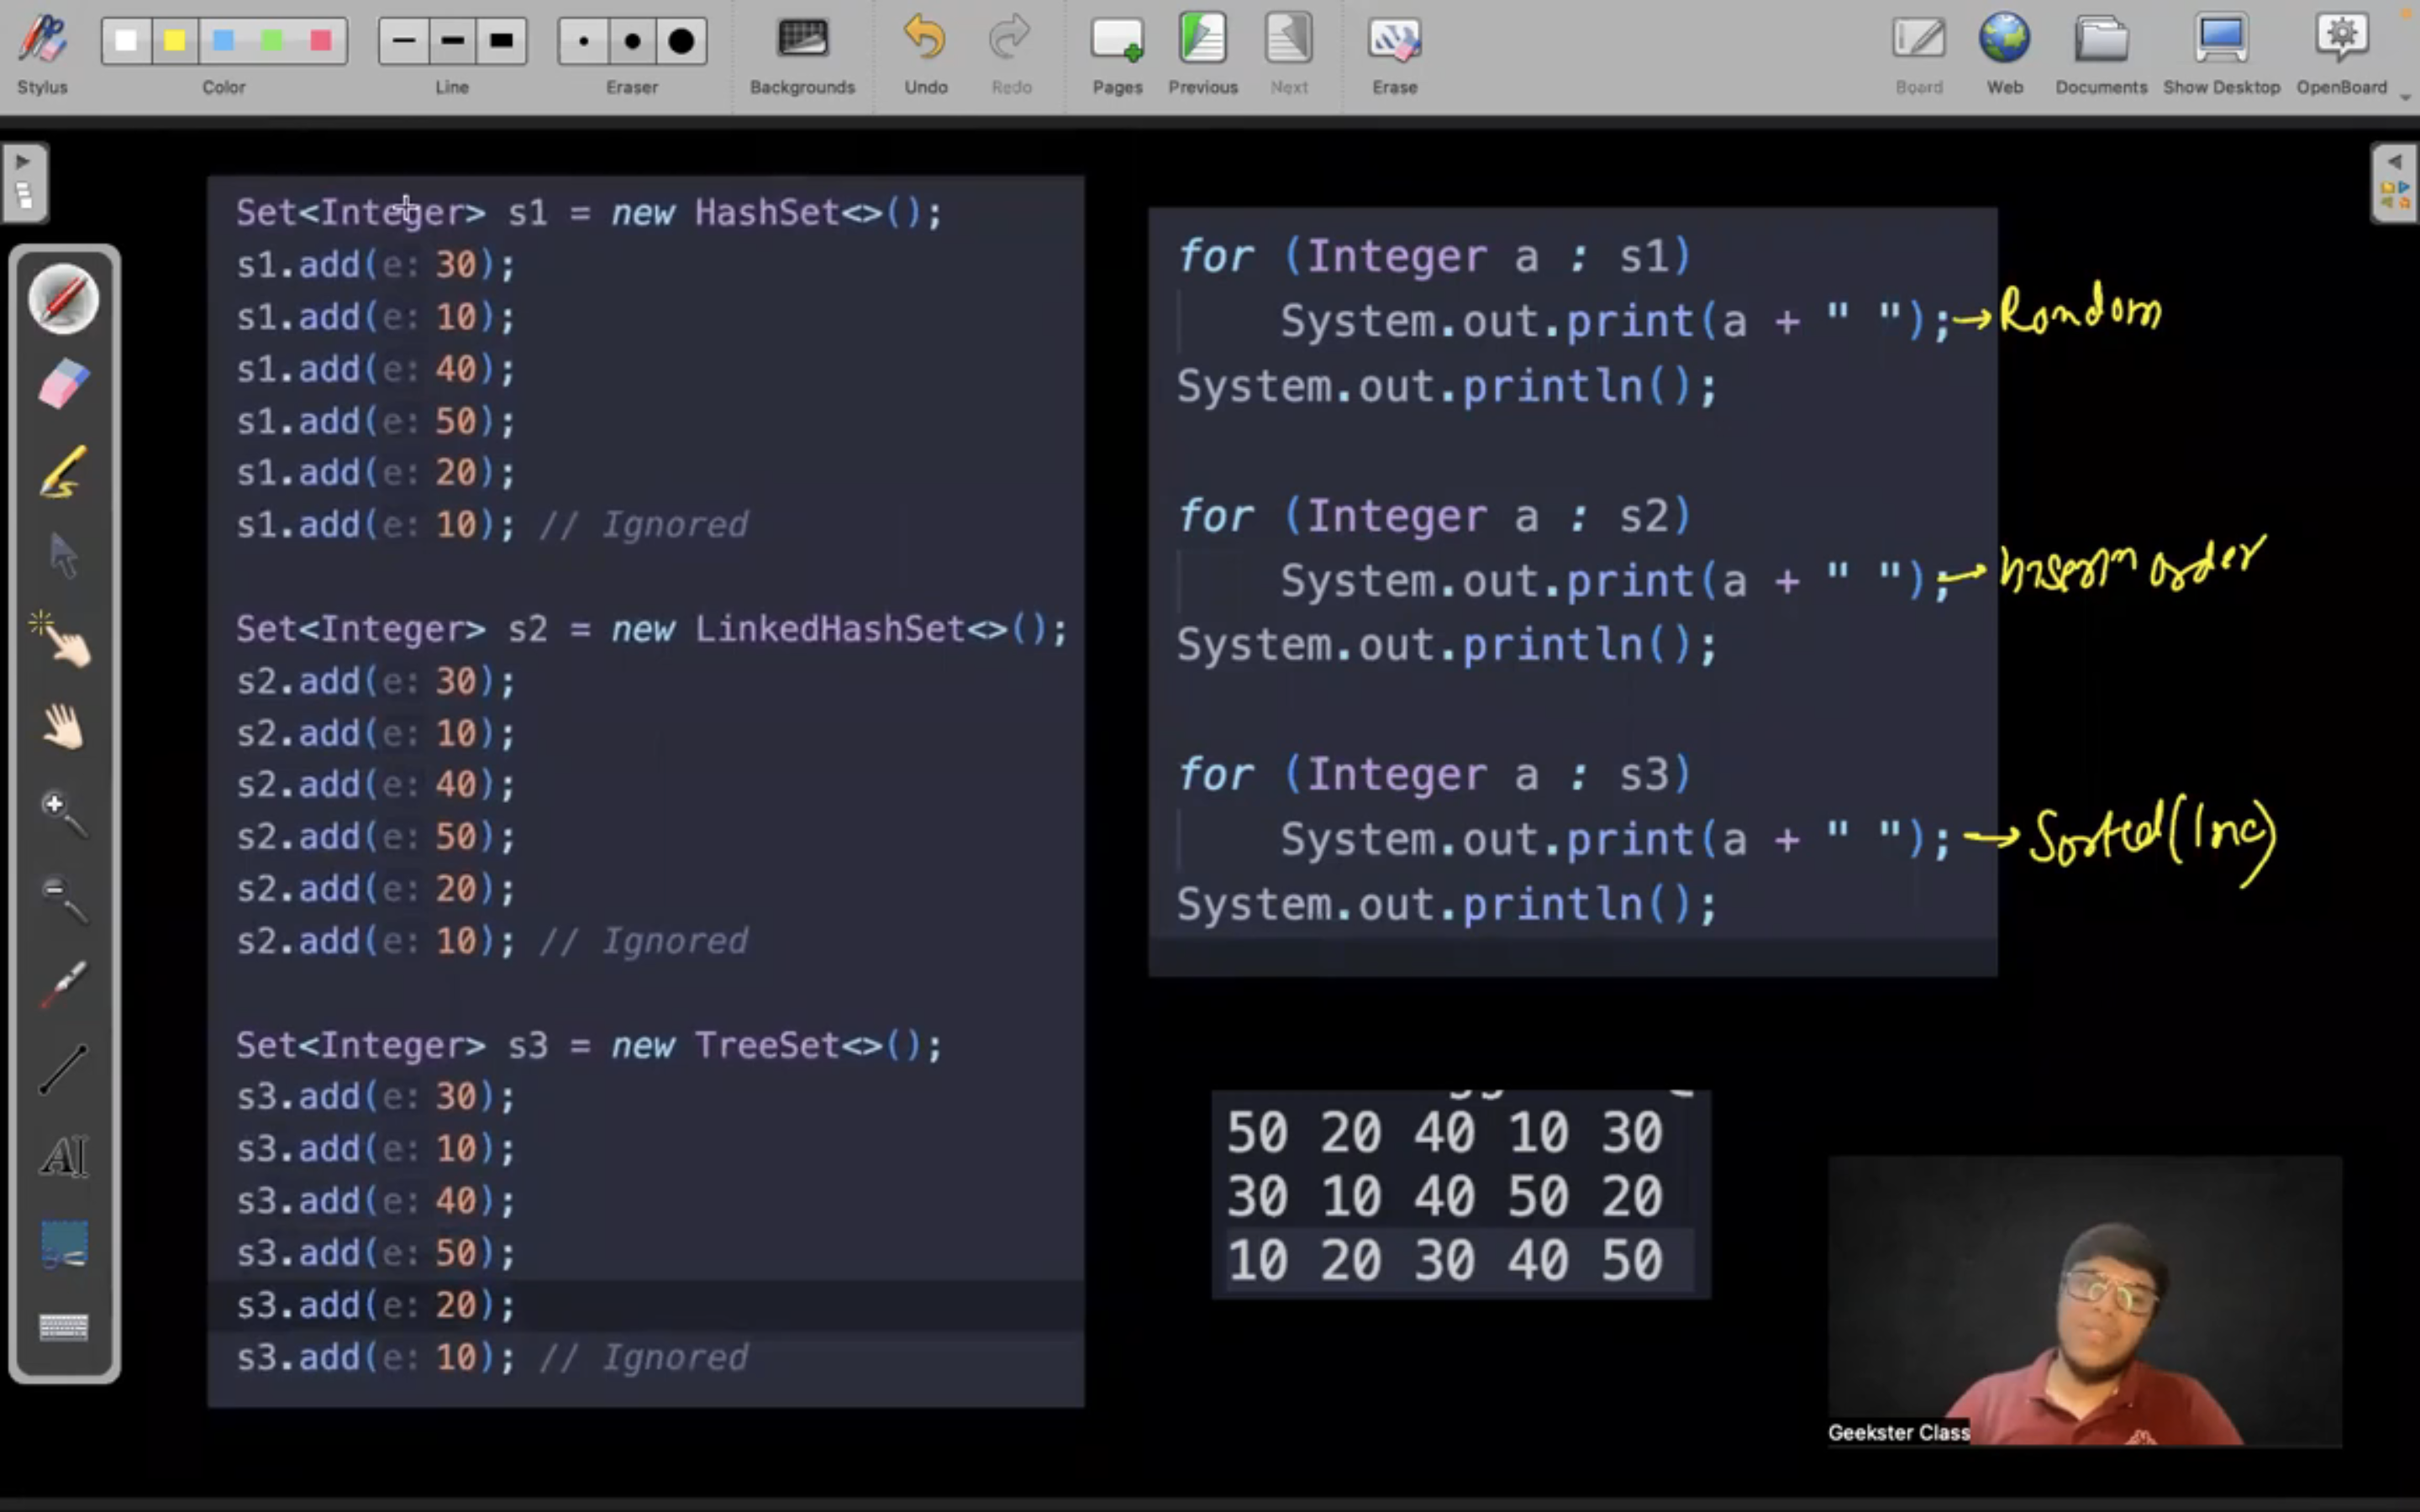 Stylus
Color
Line
Eraser
Backgrounds
Undo
Redo
Pages
Previous
Next
Erase
Board
Web
Documents
Show Desktop
OpenBoard
Set<Integer> s1 = new HashSet<>();
s1.add(e: 30);
s1.add(e: 10);
s1.add(e: 40);
s1.add(e: 50);
s1.add(e: 20);
s1.add(e: 10); // Ignored
Set<Integer> s2 = new LinkedHashSet<>();
s2.add(e: 30);
s2.add(e: 10);
s2.add(e: 40);
s2.add(e: 50);
s2.add(e: 20);
s2.add(e: 10); // Ignored
Set<Integer> s3 = new TreeSet<>();
s3.add(e: 30);
s3.add(e: 10);
s3.add(e: 40);
s3.add(e: 50);
s3.add(e: 20);
s3.add(e: 10); // Ignored
for (Integer a : s1)
System.out.print(a + " "); → Random
System.out.println();
for (Integer a : s2)
System.out.print(a + " "); → order
System.out.println();
for (Integer a : s3)
System.out.print(a + " "); → Sorted (Inc)
System.out.println();
50 20 40 10 30
30 10 40 50 20
10 20 30 40 50
Geekster Class
AI